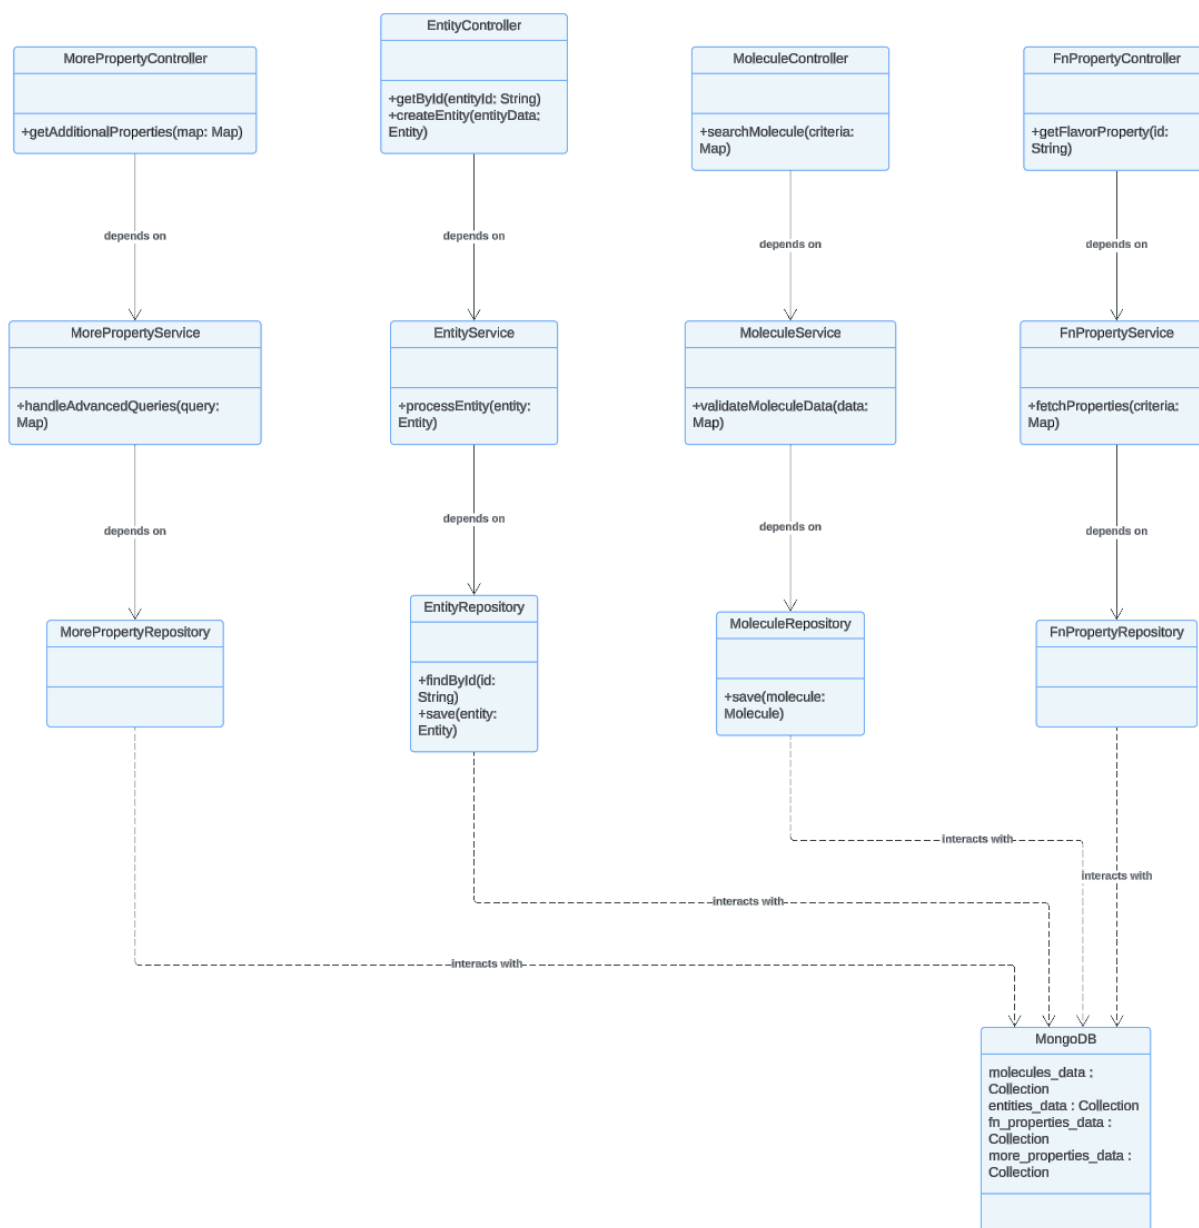 MorePropertyController
+getAdditionalProperties(map: Map)
EntityController
+getById(entityId: String)
+createEntity(entityData:
Entity)
MoleculeController
+searchMolecule(criteria:
Map)
FnPropertyController
+getFlavorProperty(id:
String)
depends on
depends on
depends on
depends on
MorePropertyService
+handleAdvancedQueries(query:
Map)
EntityService
+processEntity(entity:
Entity)
MoleculeService
+validateMoleculeData(data:
Map)
FnPropertyService
+fetchProperties(criteria:
Map)
depends on
depends on
depends on
depends on
MorePropertyRepository
EntityRepository
+findById(id:
String)
+save(entity:
Entity)
MoleculeRepository
+save(molecule:
Molecule)
FnPropertyRepository
interacts with
interacts with
interacts with
interacts with
MongoDB
molecules_data :
Collection
entities_data : Collection
fn_properties_data :
Collection
more_properties_data :
Collection